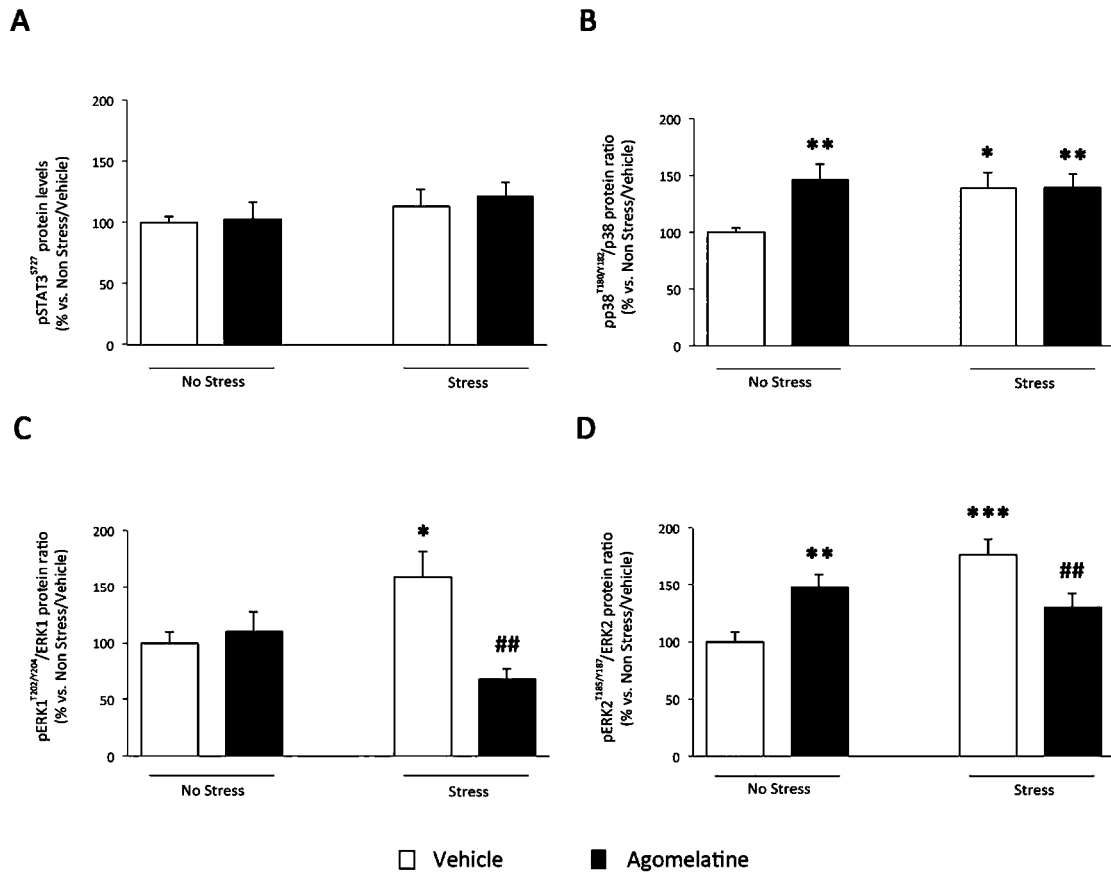 A
pSTAT3S727 protein levels
(% vs. Non Stress/Vehicle)
200
150
100
50
0
No Stress
Stress
B
pp38T180/Y182/p38 protein ratio
(% vs. Non Stress/Vehicle)
200
150
100
50
0
**
*
**
No Stress
Stress
C
pERK1T202/Y204/ERK1 protein ratio
(% vs. Non Stress/Vehicle)
200
150
100
50
0
*
##
No Stress
Stress
D
pERK2T185/Y187/ERK2 protein ratio
(% vs. Non Stress/Vehicle)
200
150
100
50
0
**
***
##
No Stress
Stress
Vehicle
Agomelatine